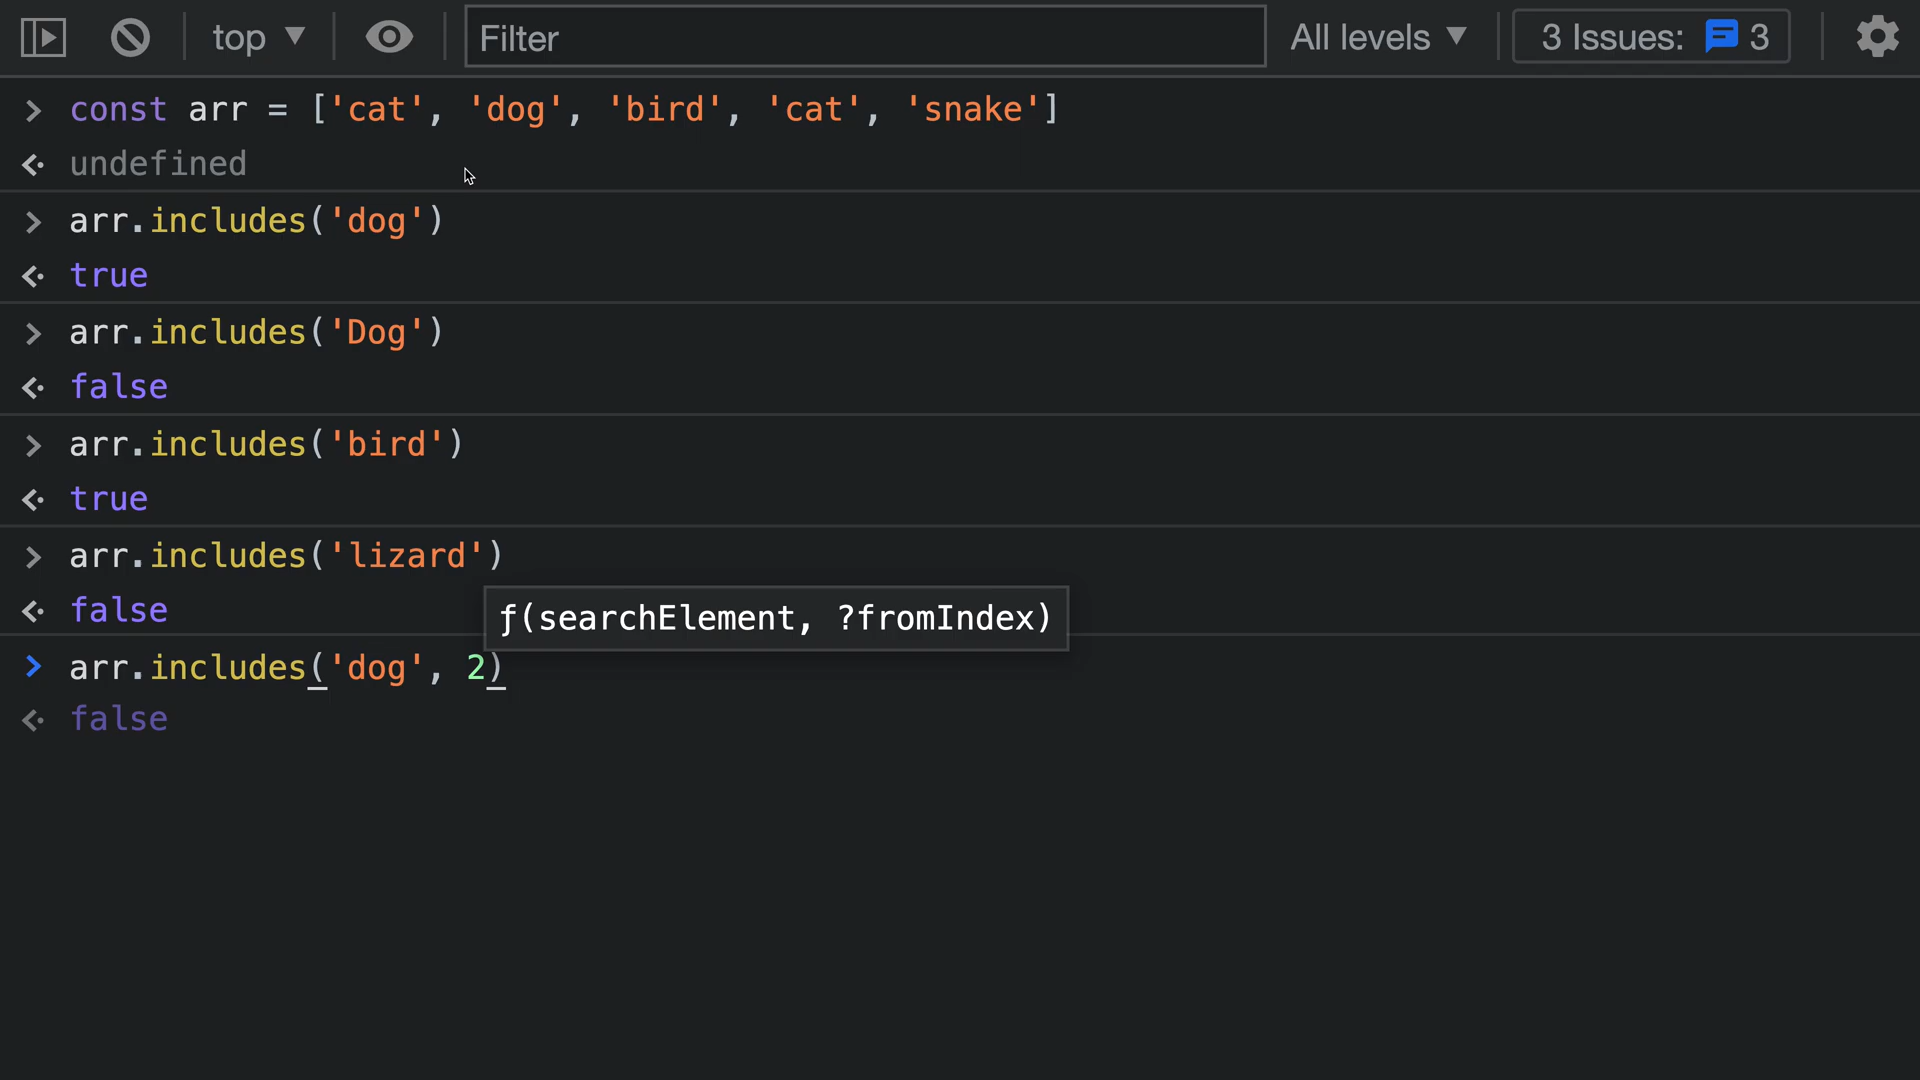 top ▼ Filter All levels ▼ 3 Issues: 3
> const arr = ['cat', 'dog', 'bird', 'cat', 'snake']
undefined
> arr.includes('dog')
true
> arr.includes('Dog')
false
> arr.includes('bird')
true
> arr.includes('lizard')
false
ƒ(searchElement, ?fromIndex)
> arr.includes('dog', 2)
false